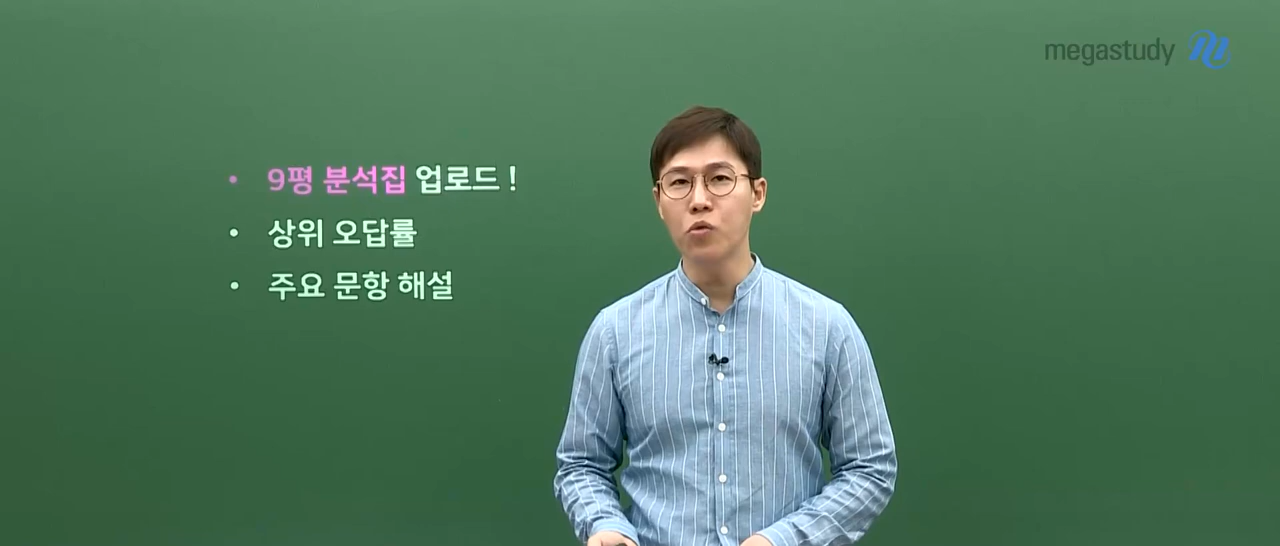 megastudy
• 9평 분석집 업로드 !
• 상위 오답률
• 주요 문항 해설